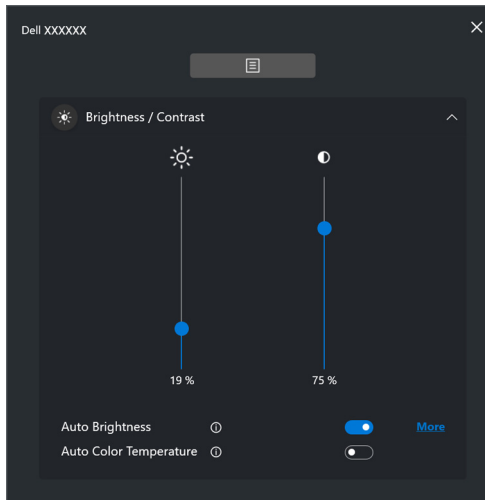 Dell XXXXXX
Brightness / Contrast
19 % 75 %
Auto Brightness More
Auto Color Temperature